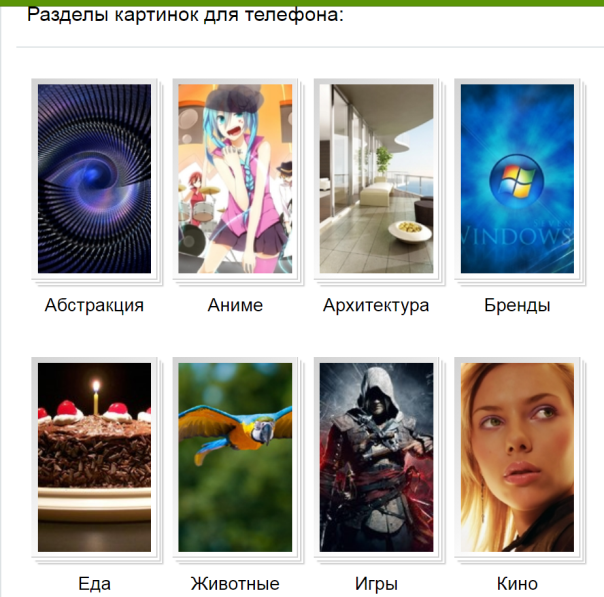 Разделы картинок для телефона:
WINDOWS
Абстракция
Аниме
Архитектура
Бренды
Еда
Животные
Игры
Кино